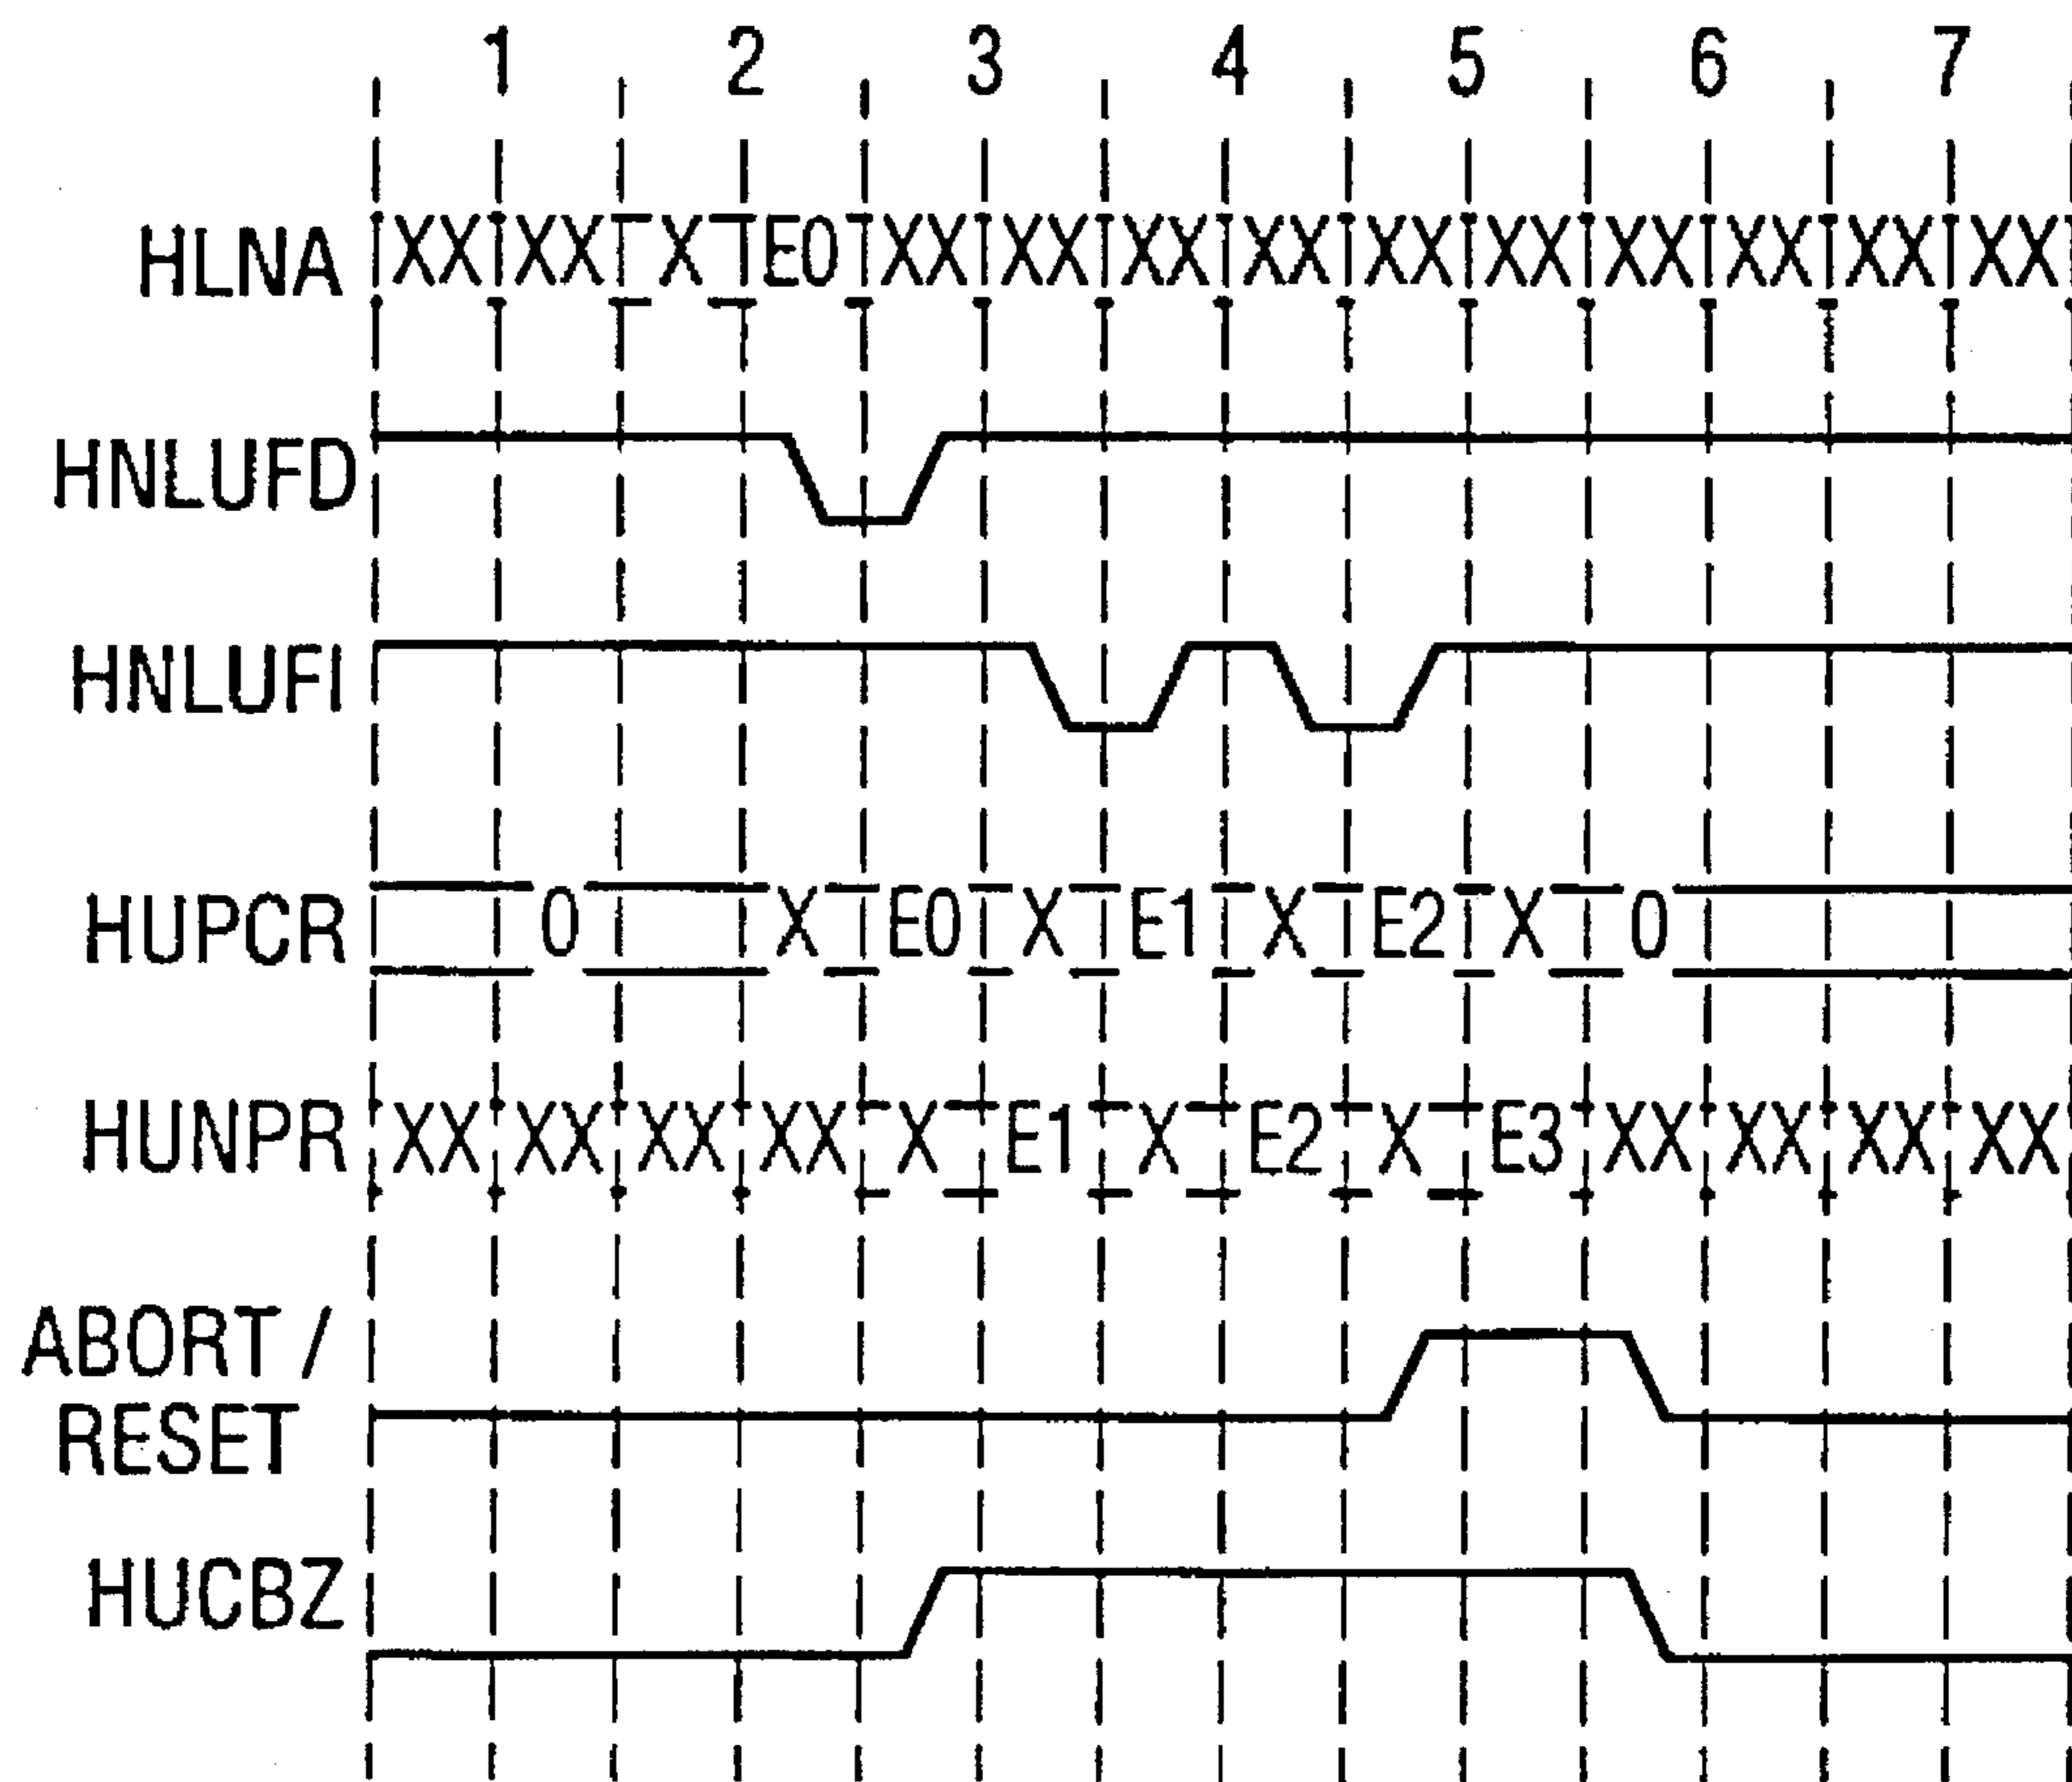 1 2 3 4 5 6 7
HLNA XX XX X E0 XX XX XX XX XX XX XX XX XX XX
HNLUFD
HNLUFI
HUPCR 0 X E0 X E1 X E2 X 0
HUNPR XX XX XX XX X E1 X E2 X E3 XX XX XX XX
ABORT /
RESET
HUCBZ